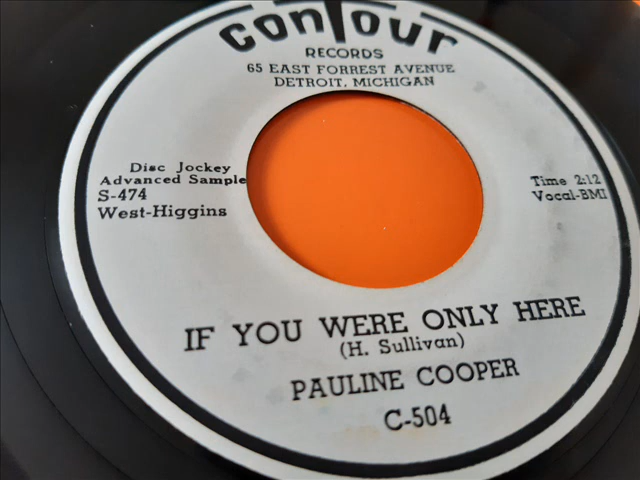 ConTour
RECORDS
65 EAST FORREST AVENUE
DETROIT, MICHIGAN
Disc Jockey
Advanced Sample
S-474
West-Higgins
Time 2:12
Vocal-BMI
IF YOU WERE ONLY HERE
(H. Sullivan)
PAULINE COOPER
C-504